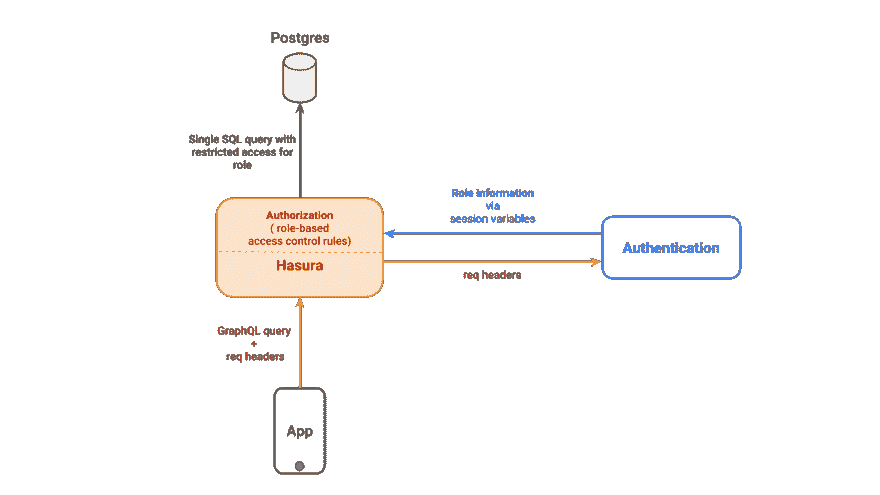 Postgres
Single SQL query with
restricted access for
role
Role information
via
session variables
Authorization
( role-based
access control rules)
Hasura
Authentication
req headers
GraphQL query
+
req headers
App